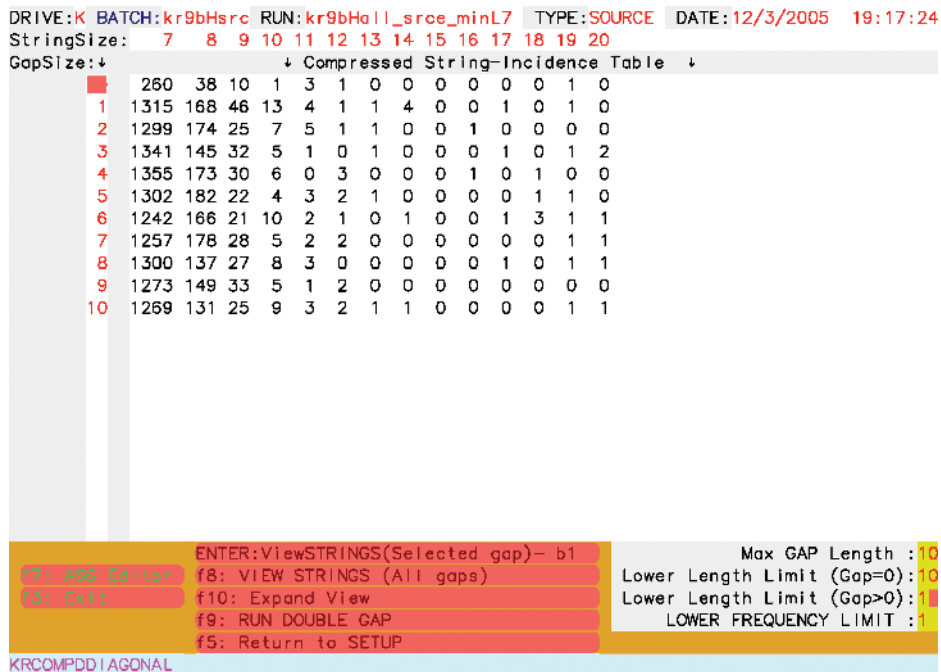 DRIVE:K BATCH:kr9bHsrc RUN:kr9bHall_srce_minL7 TYPE:SOURCE DATE:12/3/2005 19:17:24
StringSize: 7 8 9 10 11 12 13 14 15 16 17 18 19 20
GapSize:↓ ↓ Compressed String-Incidence Table ↓
260 38 10 1 3 1 0 0 0 0 0 0 1 0
1 1315 168 46 13 4 1 1 4 0 0 1 0 1 0
2 1299 174 25 7 5 1 1 0 0 1 0 0 0 0
3 1341 145 32 5 1 0 1 0 0 0 1 0 1 2
4 1355 173 30 6 0 3 0 0 0 1 0 1 0 0
5 1302 182 22 4 3 2 1 0 0 0 0 1 1 0
6 1242 166 21 10 2 1 0 1 0 0 1 3 1 1
7 1257 178 28 5 2 2 0 0 0 0 0 0 1 1
8 1300 137 27 8 3 0 0 0 0 0 1 0 1 1
9 1273 149 33 5 1 2 0 0 0 0 0 0 0 0
10 1269 131 25 9 3 2 1 1 0 0 0 0 1 1
ENTER:ViewSTRINGS(Selected gap)- b1 Max GAP Length :10
f7: ASG Editor f8: VIEW STRINGS (All gaps) Lower Length Limit (Gap=0):10
f3: Exit f10: Expand View Lower Length Limit (Gap>0):1
f9: RUN DOUBLE GAP LOWER FREQUENCY LIMIT :1
f5: Return to SETUP
KRCOMPDDIAGONAL